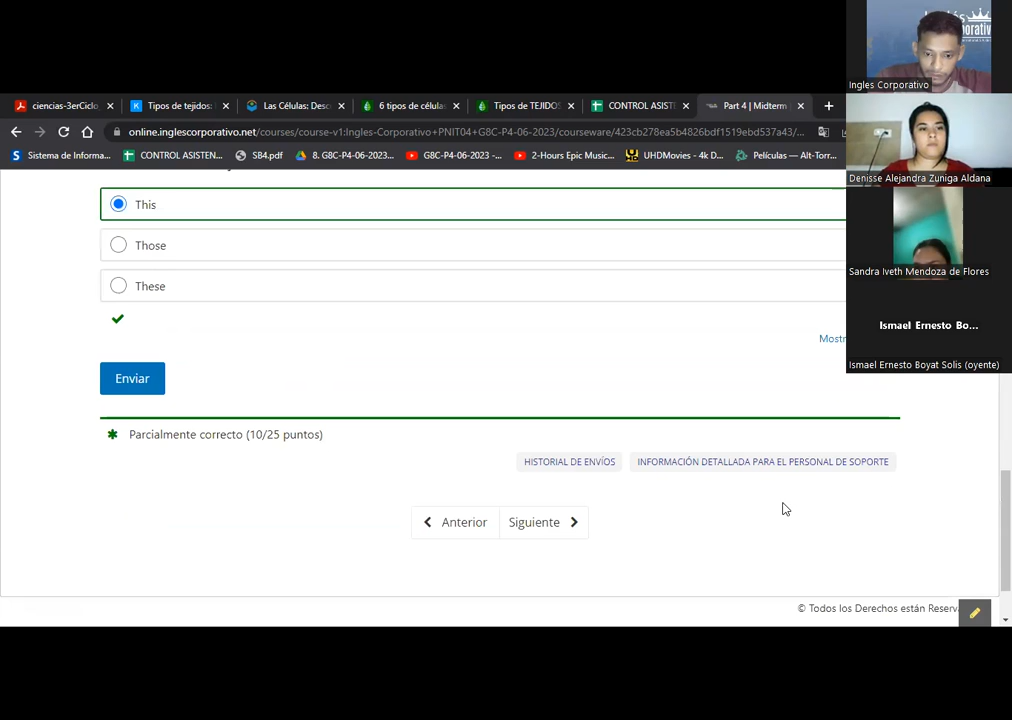 ciencias-3erCiclo
Tipos de tejidos:
Las Células: Desc
6 tipos de célula
Tipos de TEJIDOS
CONTROL ASIST
Part 4 | Midterm
online.inglescorporativo.net/courses/course-v1:Ingles-Corporativo+PNIT04+G8C-P4-06-2023/courseware/423cb278ea5b4826bdf1519ebd537a43/...
Sistema de Informa...
CONTROL ASISTEN...
SB4.pdf
8. G8C-P4-06-2023...
G8C-P4-06-2023 -...
2-Hours Epic Music...
UHDMovies - 4k D...
Películas — Alt-Torr...
This
Those
These
Mostr
Enviar
Parcialmente correcto (10/25 puntos)
HISTORIAL DE ENVÍOS
INFORMACIÓN DETALLADA PARA EL PERSONAL DE SOPORTE
Anterior
Siguiente
© Todos los Derechos están Reserva
Ingles Corporativo
Denisse Alejandra Zuniga Aldana
Sandra Iveth Mendoza de Flores
Ismael Ernesto Bo...
Ismael Ernesto Boyat Solis (oyente)